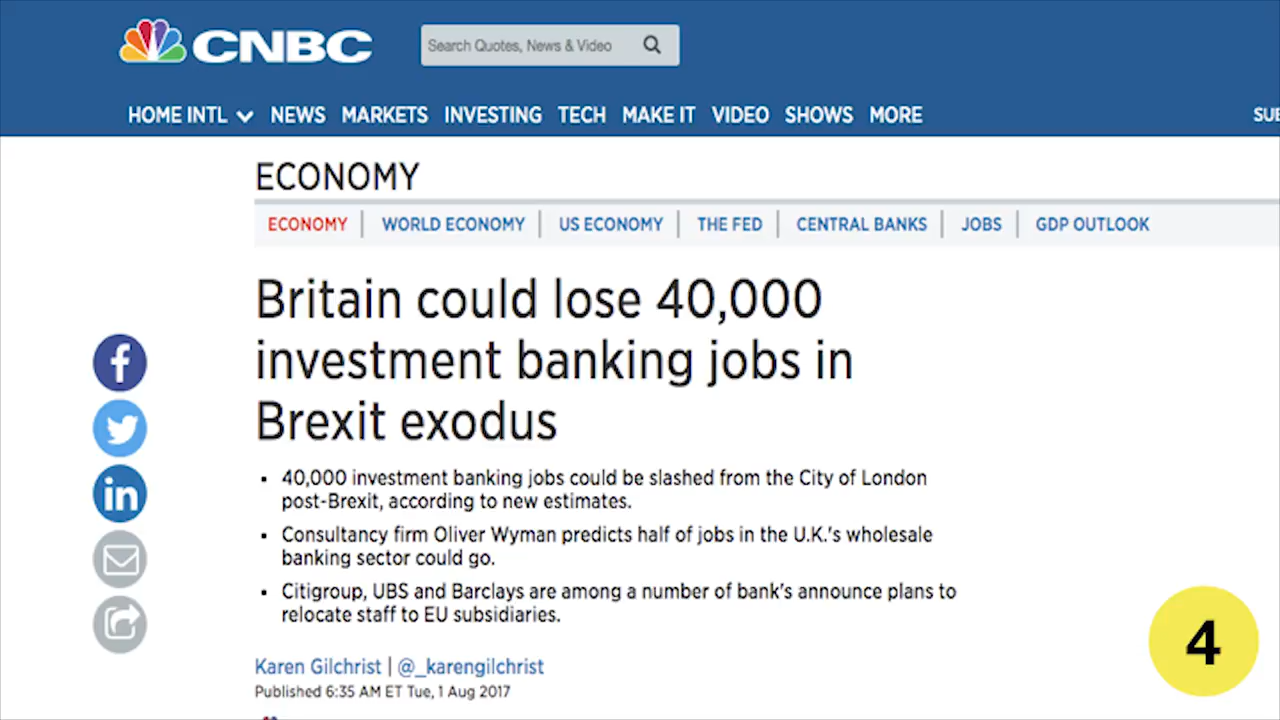 CNBC
Search Quotes, News & Video
HOME INTL NEWS MARKETS INVESTING TECH MAKE IT VIDEO SHOWS MORE
ECONOMY
ECONOMY | WORLD ECONOMY | US ECONOMY | THE FED | CENTRAL BANKS | JOBS | GDP OUTLOOK
Britain could lose 40,000
investment banking jobs in
Brexit exodus
▪ 40,000 investment banking jobs could be slashed from the City of London
post-Brexit, according to new estimates.
▪ Consultancy firm Oliver Wyman predicts half of jobs in the U.K.'s wholesale
banking sector could go.
▪ Citigroup, UBS and Barclays are among a number of bank's announce plans to
relocate staff to EU subsidiaries.
Karen Gilchrist | @_karengilchrist
Published 6:35 AM ET Tue, 1 Aug 2017
4